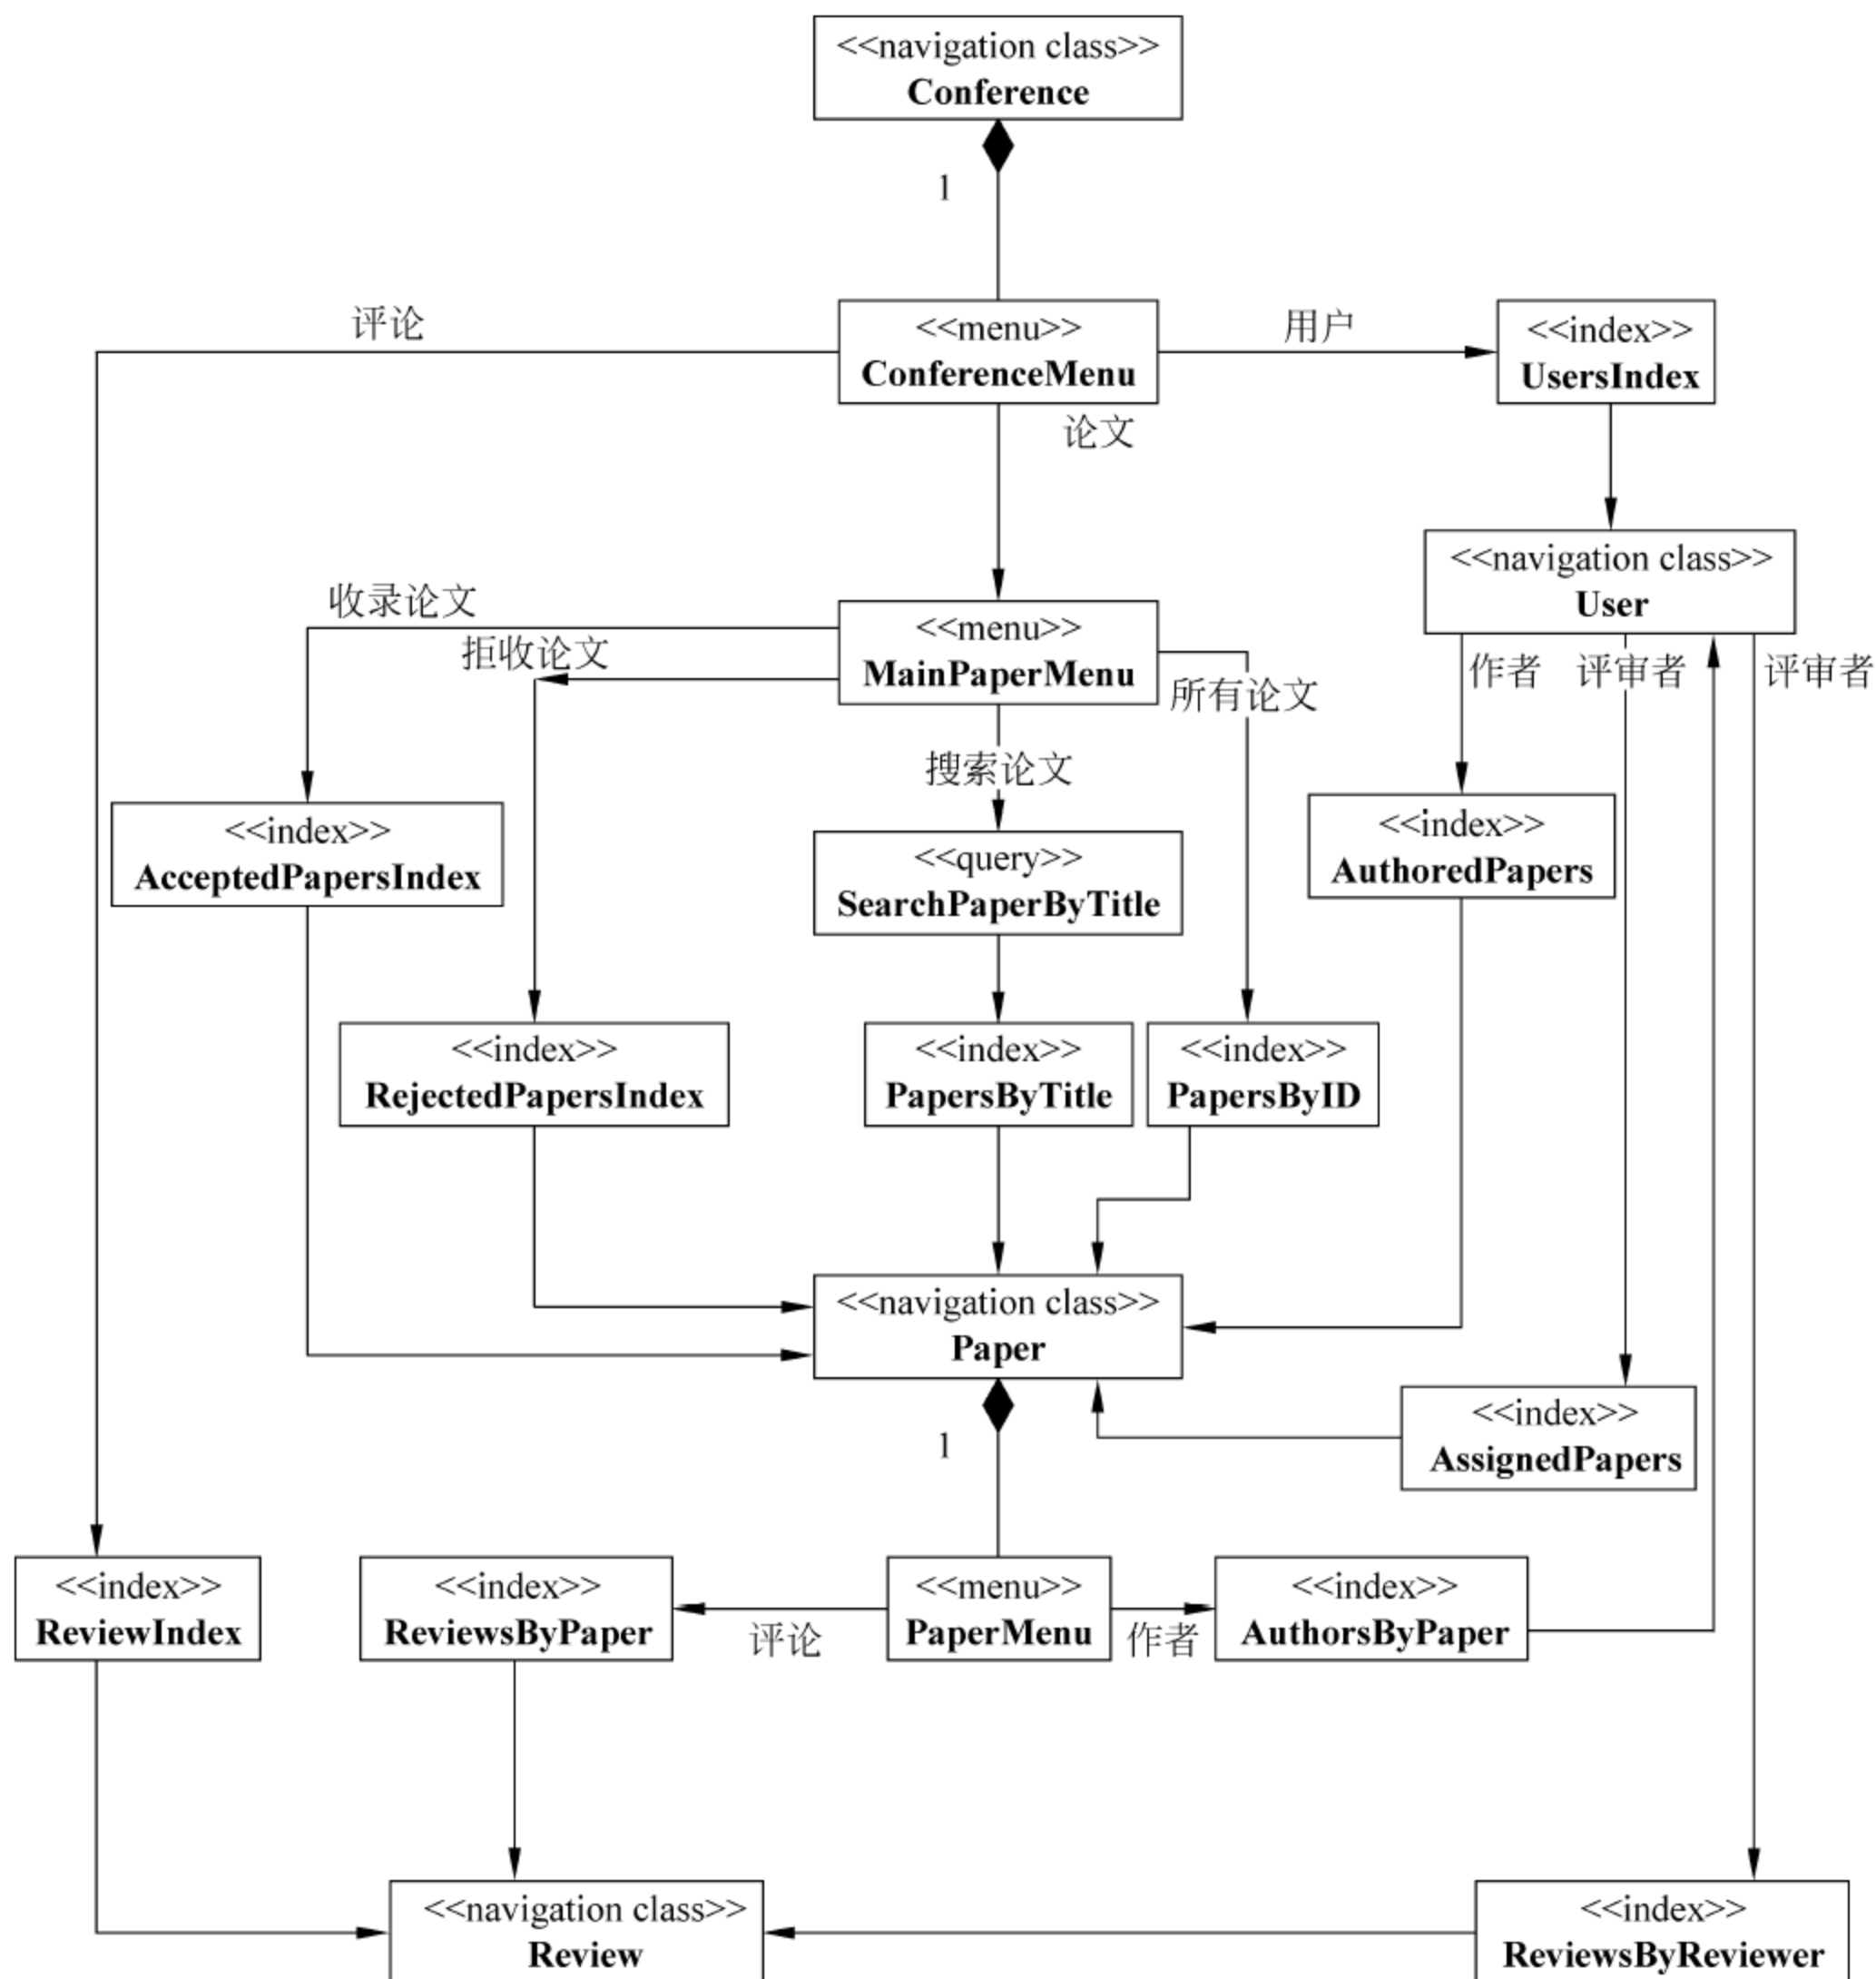 <<navigation class>>
Conference
1
评论
<<menu>>
ConferenceMenu
用户
<<index>>
UsersIndex
论文
<<navigation class>>
User
收录论文
拒收论文
<<menu>>
MainPaperMenu
所有论文
作者
评审者
评审者
搜索论文
<<index>>
AcceptedPapersIndex
<<query>>
SearchPaperByTitle
<<index>>
AuthoredPapers
<<index>>
RejectedPapersIndex
<<index>>
PapersByTitle
<<index>>
PapersByID
<<navigation class>>
Paper
1
<<index>>
AssignedPapers
<<index>>
ReviewIndex
<<index>>
ReviewsByPaper
评论
<<menu>>
PaperMenu
作者
<<index>>
AuthorsByPaper
<<navigation class>>
Review
<<index>>
ReviewsByReviewer